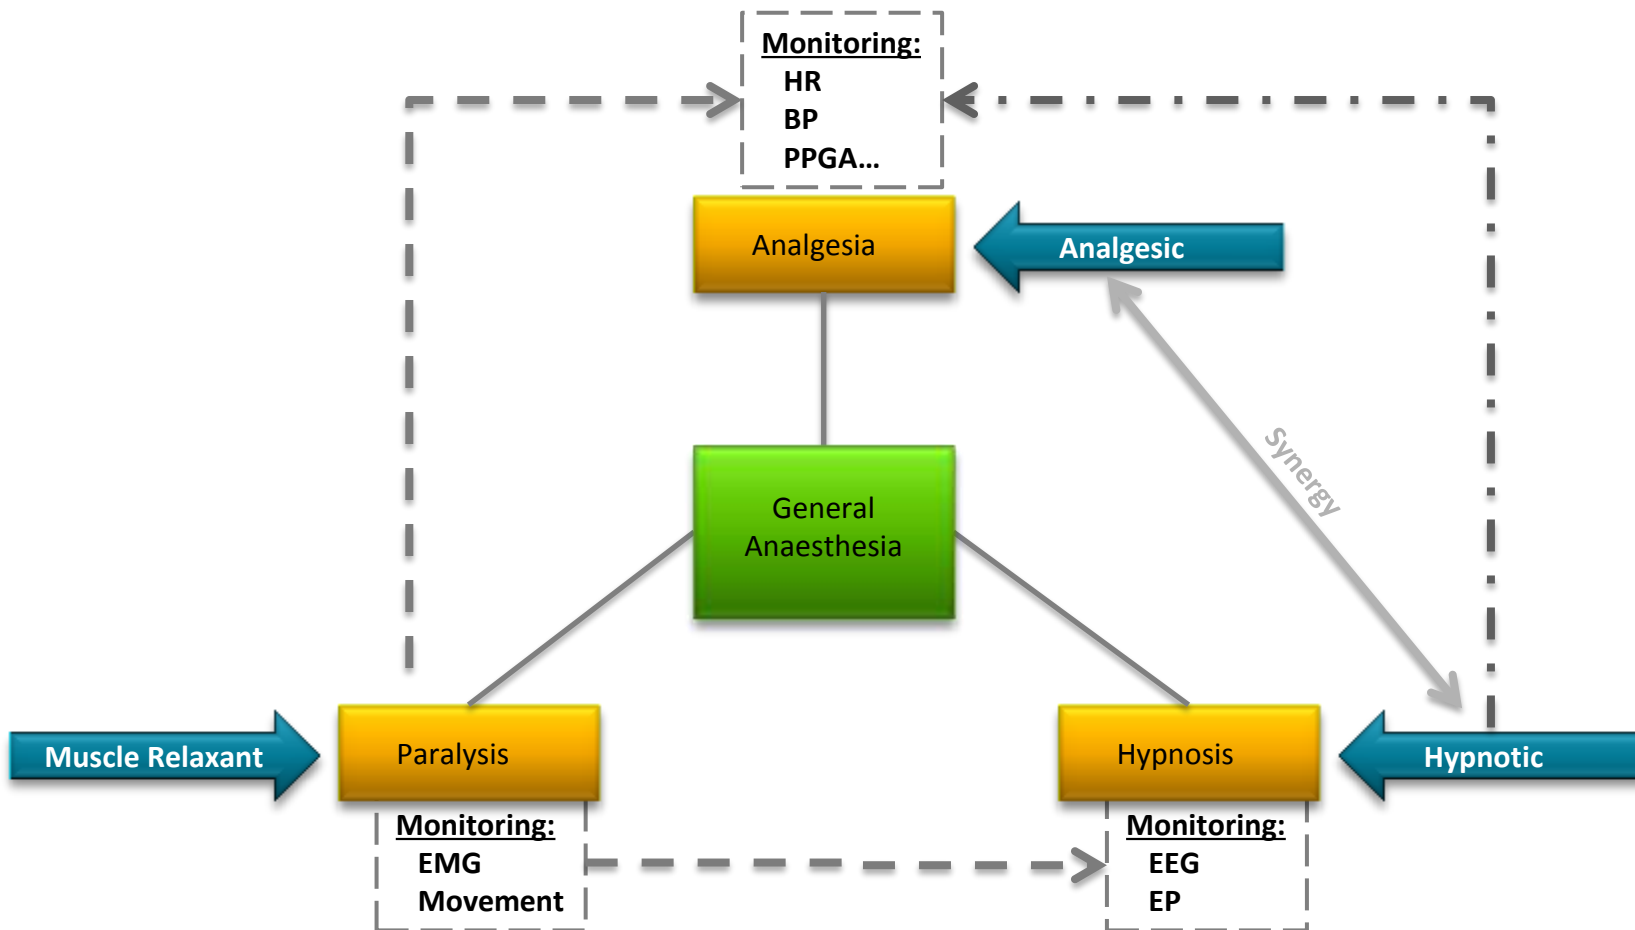 Monitoring:
HR
BP
PPGA...
Analgesia
Analgesic
Synergy
General
Anaesthesia
Muscle Relaxant
Paralysis
Hypnosis
Hypnotic
Monitoring:
EMG
Movement
Monitoring:
EEG
EP